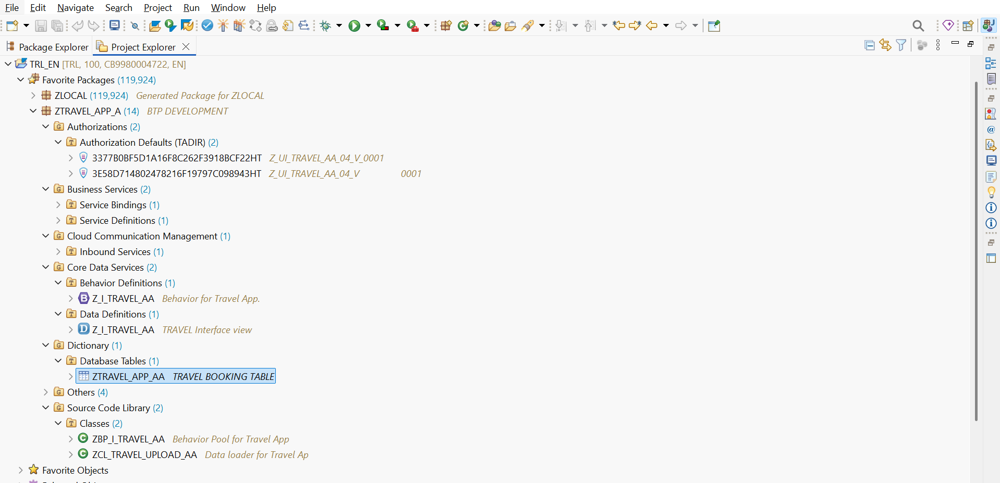 File Edit Navigate Search Project Run Window Help
Package Explorer Project Explorer
TRL_EN [TRL, 100, CB9980004722, EN]
Favorite Packages (119,924)
ZLOCAL (119,924) Generated Package for ZLOCAL
ZTRAVEL_APP_A (14) BTP DEVELOPMENT
Authorizations (2)
Authorization Defaults (TADIR) (2)
3377B0BF5D1A16F8C262F3918BCF22HT Z_UI_TRAVEL_AA_04_V_0001
3E58D714802478216F19797C098943HT Z_UI_TRAVEL_AA_04_V 0001
Business Services (2)
Service Bindings (1)
Service Definitions (1)
Cloud Communication Management (1)
Inbound Services (1)
Core Data Services (2)
Behavior Definitions (1)
Z_I_TRAVEL_AA Behavior for Travel App.
Data Definitions (1)
Z_I_TRAVEL_AA TRAVEL Interface view
Dictionary (1)
Database Tables (1)
ZTRAVEL_APP_AA TRAVEL BOOKING TABLE
Others (4)
Source Code Library (2)
Classes (2)
ZBP_I_TRAVEL_AA Behavior Pool for Travel App
ZCL_TRAVEL_UPLOAD_AA Data loader for Travel Ap
Favorite Objects